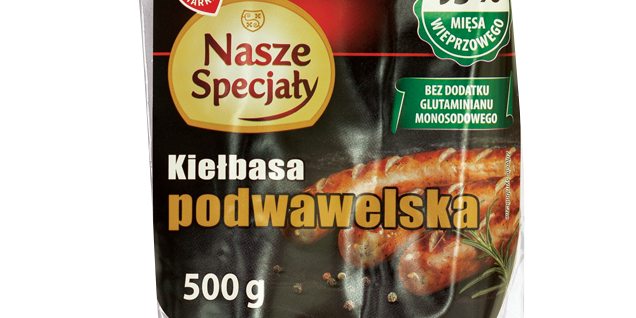 Nasze
Specjały
MIĘSA
WIEPRZOWEGO
BEZ DODATKU
GLUTAMINIANU
MONOSODOWEGO
Kiełbasa
podwawelska
500 g